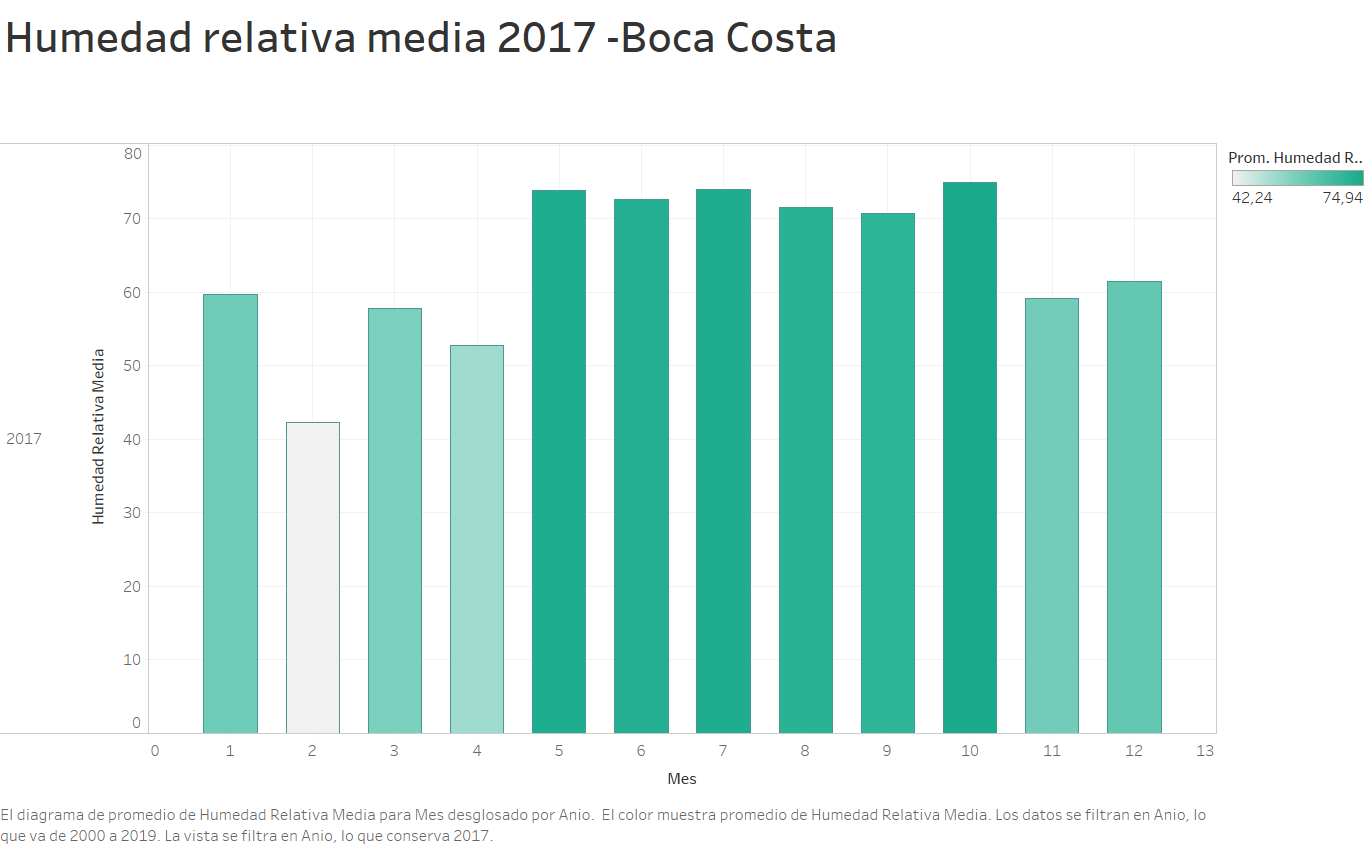 Humedad relativa media 2017 -Boca Costa
Prom. Humedad R..
42,24 74,94
2017
Humedad Relativa Media
80
70
60
50
40
30
20
10
0
0 1 2 3 4 5 6 7 8 9 10 11 12 13
Mes
El diagrama de promedio de Humedad Relativa Media para Mes desglosado por Anio.  El color muestra promedio de Humedad Relativa Media. Los datos se filtran en Anio, lo
que va de 2000 a 2019. La vista se filtra en Anio, lo que conserva 2017.